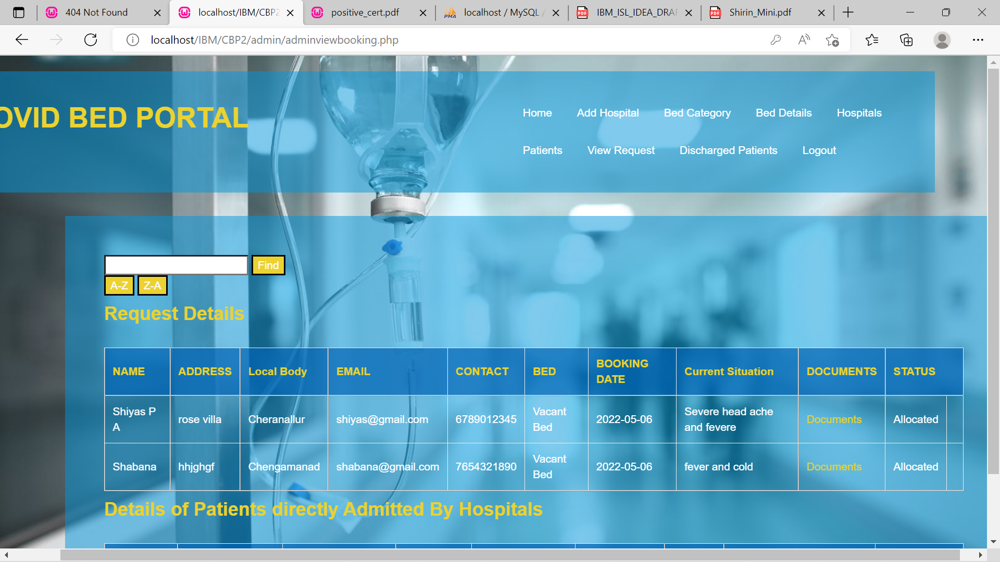 404 Not Found
localhost/IBM/CBP2
positive_cert.pdf
localhost / MySQL /
IBM_ISL_IDEA_DRAF
Shirin_Mini.pdf
localhost/IBM/CBP2/admin/adminviewbooking.php
OVID BED PORTAL
Home Add Hospital Bed Category Bed Details Hospitals
Patients View Request Discharged Patients Logout
Find
A-Z Z-A
Request Details
NAME ADDRESS Local Body EMAIL CONTACT BED BOOKING DATE Current Situation DOCUMENTS STATUS
Shiyas P A rose villa Cheranallur shiyas@gmail.com 6789012345 Vacant Bed 2022-05-06 Severe head ache and fevere Documents Allocated
Shabana hhjghgf Chengamanad shabana@gmail.com 7654321890 Vacant Bed 2022-05-06 fever and cold Documents Allocated
Details of Patients directly Admitted By Hospitals